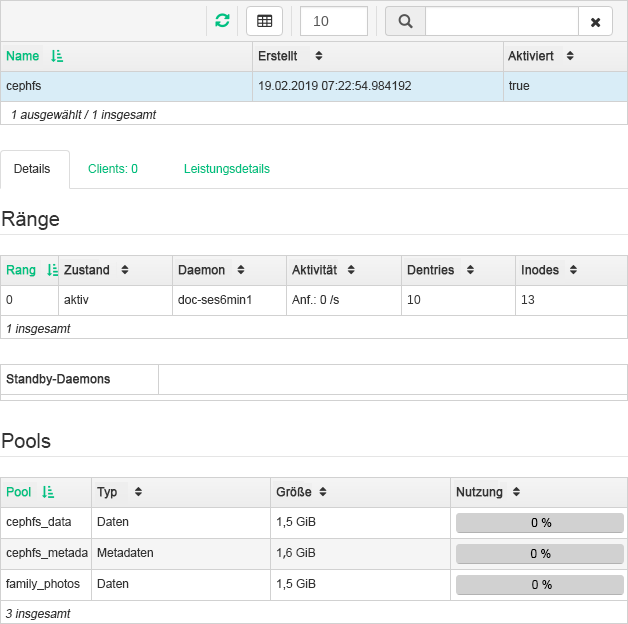 10
Name Erstellt Aktiviert
cephfs 19.02.2019 07:22:54.984192 true
1 ausgewählt / 1 insgesamt
Details Clients: 0 Leistungsdetails
Ränge
Rang Zustand Daemon Aktivität Dentries Inodes
0 aktiv doc-ses6min1 Anf.: 0 /s 10 13
1 insgesamt
Standby-Daemons
Pools
Pool Typ Größe Nutzung
cephfs_data Daten 1,5 GiB 0 %
cephfs_metada Metadaten 1,6 GiB 0 %
family_photos Daten 1,5 GiB 0 %
3 insgesamt